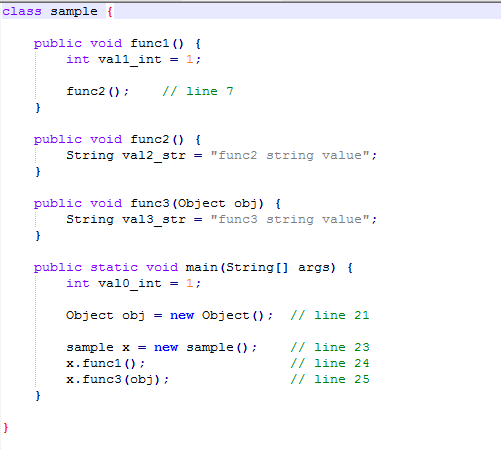 class sample {
public void func1() {
int val1_int = 1;
func2();    // line 7
}
public void func2() {
String val2_str = "func2 string value";
}
public void func3(Object obj) {
String val3_str = "func3 string value";
}
public static void main(String[] args) {
int val0_int = 1;
Object obj = new Object();  // line 21
sample x = new sample();    // line 23
x.func1();                  // line 24
x.func3(obj);               // line 25
}
}